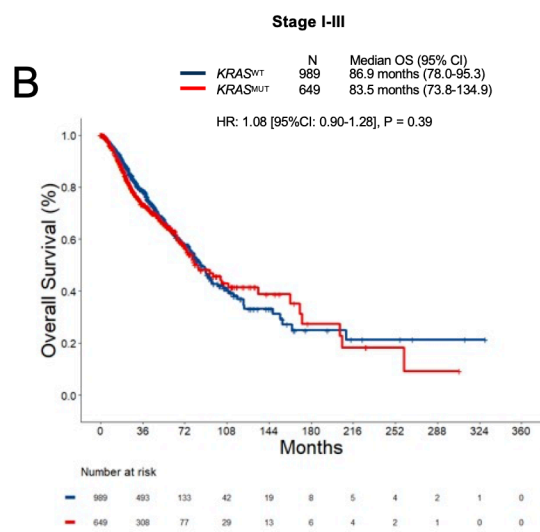 Stage I-III
B
N Median OS (95% CI)
KRASWT 989 86.9 months (78.0-95.3)
KRASMUT 649 83.5 months (73.8-134.9)
HR: 1.08 [95%CI: 0.90-1.28], P = 0.39
Overall Survival (%)
1.0
0.8
0.6
0.4
0.2
0.0
0 36 72 108 144 180 216 252 288 324 360
Months
Number at risk
989 493 133 42 19 8 5 4 2 1 0
649 308 77 29 13 6 4 2 1 0 0